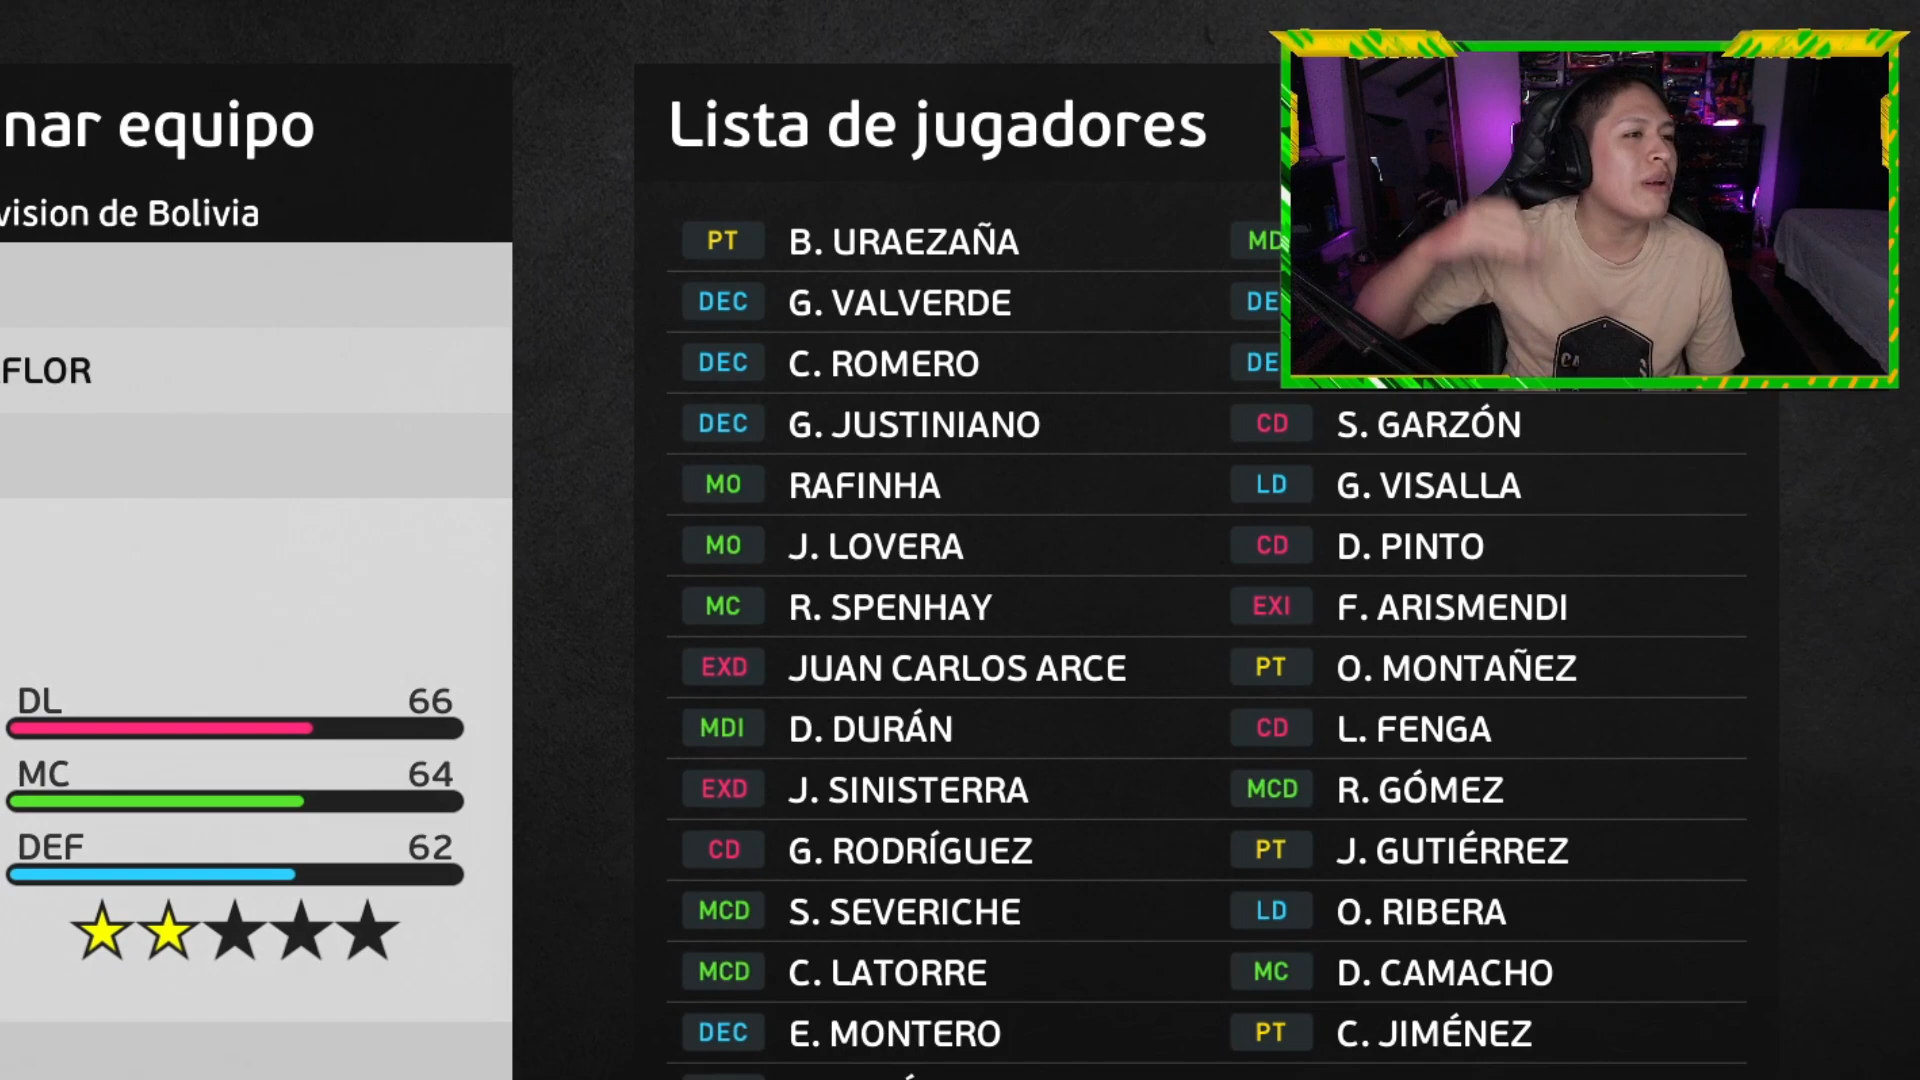 nar equipo
vision de Bolivia
FLOR
DL 66
MC 64
DEF 62
Lista de jugadores
PT B. URAEZAÑA
DEC G. VALVERDE
DEC C. ROMERO
DEC G. JUSTINIANO
MO RAFINHA
MO J. LOVERA
MC R. SPENHAY
EXD JUAN CARLOS ARCE
MDI D. DURÁN
EXD J. SINISTERRA
CD G. RODRÍGUEZ
MCD S. SEVERICHE
MCD C. LATORRE
DEC E. MONTERO
MD
DE
DE
CD S. GARZÓN
LD G. VISALLA
CD D. PINTO
EXI F. ARISMENDI
PT O. MONTAÑEZ
CD L. FENGA
MCD R. GÓMEZ
PT J. GUTIÉRREZ
LD O. RIBERA
MC D. CAMACHO
PT C. JIMÉNEZ